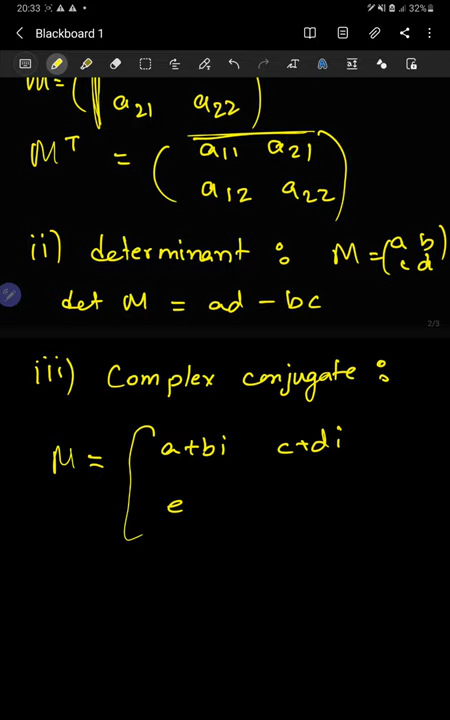 20:33 32%
Blackboard 1
M = ( a21 a22 )
M^T = ( a11 a21
a12 a22 )
ii) determinant : M = ( a b
c d )
det M = ad - bc
2/3
iii) Complex conjugate :
M = [ a+bi c+di
e